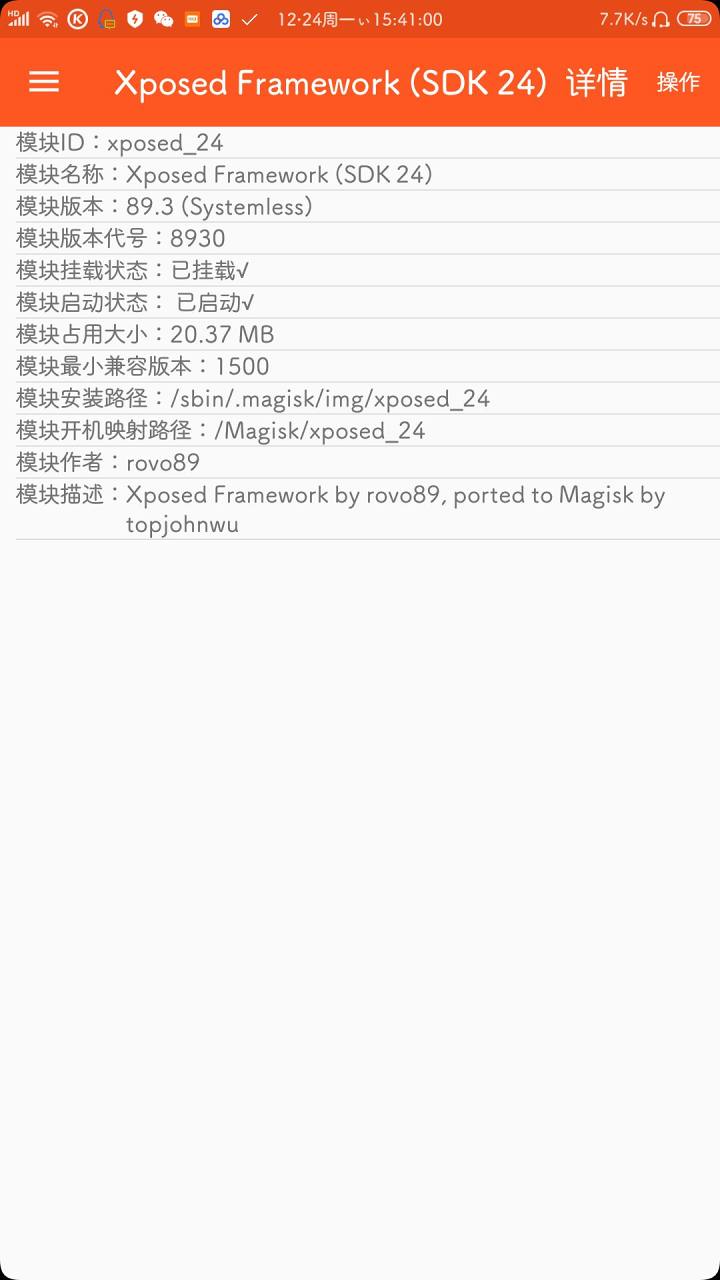 HD
12·24周一 ぃ 15:41:00
7.7K/s
75
Xposed Framework (SDK 24) 详情
操作
模块ID：xposed_24
模块名称：Xposed Framework (SDK 24)
模块版本：89.3 (Systemless)
模块版本代号：8930
模块挂载状态：已挂载√
模块启动状态： 已启动√
模块占用大小：20.37 MB
模块最小兼容版本：1500
模块安装路径：/sbin/.magisk/img/xposed_24
模块开机映射路径：/Magisk/xposed_24
模块作者：rovo89
模块描述：Xposed Framework by rovo89, ported to Magisk by
topjohnwu